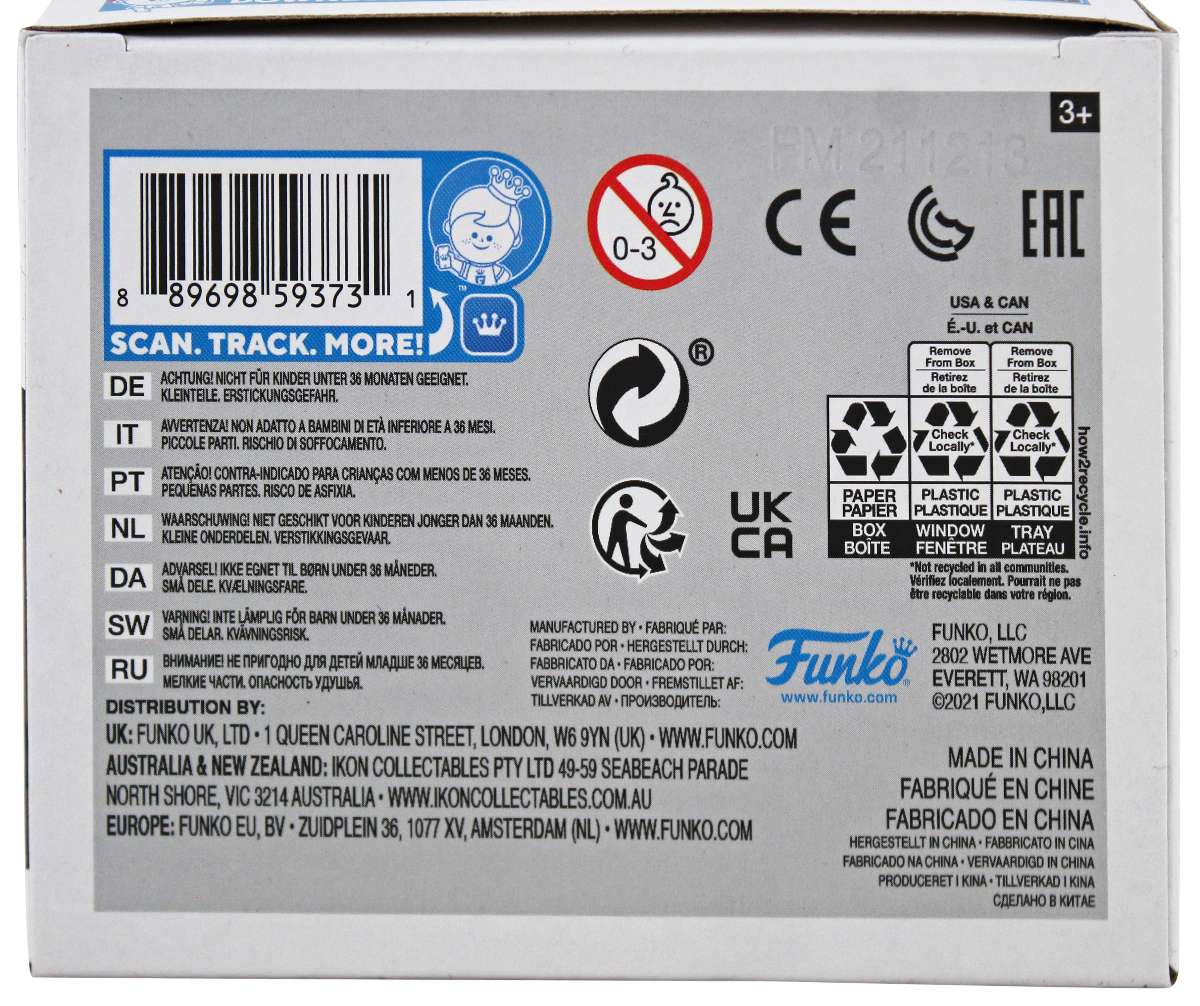 3+
FM 211213
8 89698 59373 1
™
SCAN. TRACK. MORE!
0-3
CE
EAC
USA & CAN
É.-U. et CAN
Remove From Box
Retirez de la boîte
Remove From Box
Retirez de la boîte
Check Locally*
Check Locally*
PAPER
PAPIER
PLASTIC
PLASTIQUE
PLASTIC
PLASTIQUE
BOX
BOÎTE
WINDOW
FENÊTRE
TRAY
PLATEAU
how2recycle.info
*Not recycled in all communities.
Vérifiez localement. Pourrait ne pas
être recyclable dans votre région.
®
UK
CA
DE ACHTUNG! NICHT FÜR KINDER UNTER 36 MONATEN GEEIGNET.
KLEINTEILE. ERSTICKUNGSGEFAHR.
IT AVVERTENZA! NON ADATTO A BAMBINI DI ETÀ INFERIORE A 36 MESI.
PICCOLE PARTI. RISCHIO DI SOFFOCAMENTO.
PT ATENÇÃO! CONTRA-INDICADO PARA CRIANÇAS COM MENOS DE 36 MESES.
PEQUENAS PARTES. RISCO DE ASFIXIA.
NL WAARSCHUWING! NIET GESCHIKT VOOR KINDEREN JONGER DAN 36 MAANDEN.
KLEINE ONDERDELEN. VERSTIKKINGSGEVAAR.
DA ADVARSEL! IKKE EGNET TIL BØRN UNDER 36 MÅNEDER.
SMÅ DELE. KVÆLNINGSFARE.
SW VARNING! INTE LÄMPLIG FÖR BARN UNDER 36 MÅNADER.
SMÅ DELAR. KVÄVNINGSRISK.
RU ВНИМАНИЕ! НЕ ПРИГОДНО ДЛЯ ДЕТЕЙ МЛАДШЕ 36 МЕСЯЦЕВ.
МЕЛКИЕ ЧАСТИ. ОПАСНОСТЬ УДУШЬЯ.
MANUFACTURED BY • FABRIQUÉ PAR:
FABRICADO POR • HERGESTELLT DURCH:
FABBRICATO DA • FABRICADO POR:
VERVAARDIGD DOOR • FREMSTILLET AF:
TILLVERKAD AV • ПРОИЗВОДИТЕЛЬ:
Funko®
www.funko.com
FUNKO, LLC
2802 WETMORE AVE
EVERETT, WA 98201
©2021 FUNKO,LLC
DISTRIBUTION BY:
UK: FUNKO UK, LTD • 1 QUEEN CAROLINE STREET, LONDON, W6 9YN (UK) • WWW.FUNKO.COM
AUSTRALIA & NEW ZEALAND: IKON COLLECTABLES PTY LTD 49-59 SEABEACH PARADE
NORTH SHORE, VIC 3214 AUSTRALIA • WWW.IKONCOLLECTABLES.COM.AU
EUROPE: FUNKO EU, BV • ZUIDPLEIN 36, 1077 XV, AMSTERDAM (NL) • WWW.FUNKO.COM
MADE IN CHINA
FABRIQUÉ EN CHINE
FABRICADO EN CHINA
HERGESTELLT IN CHINA • FABBRICATO IN CINA
FABRICADO NA CHINA • VERVAARDIGD IN CHINA
PRODUCERET I KINA • TILLVERKAD I KINA
СДЕЛАНО В КИТАЕ